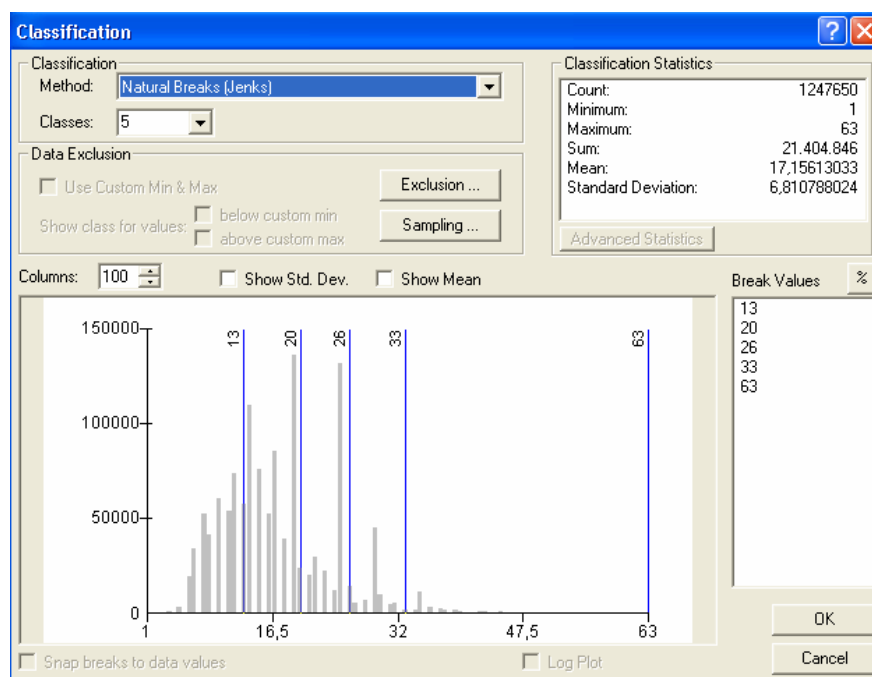 Classification
Classification
Method: Natural Breaks (Jenks)
Classes: 5
Data Exclusion
Use Custom Min & Max
Exclusion ...
Show class for values: below custom min
above custom max
Sampling ...
Classification Statistics
Count: 1247650
Minimum: 1
Maximum: 63
Sum: 21.404.846
Mean: 17,15613033
Standard Deviation: 6,810788024
Advanced Statistics
Columns: 100 Show Std. Dev. Show Mean
Break Values %
13
20
26
33
63
150000
100000
50000
0
13 20 26 33 63
1 16,5 32 47,5 63
Snap breaks to data values
Log Plot
OK
Cancel